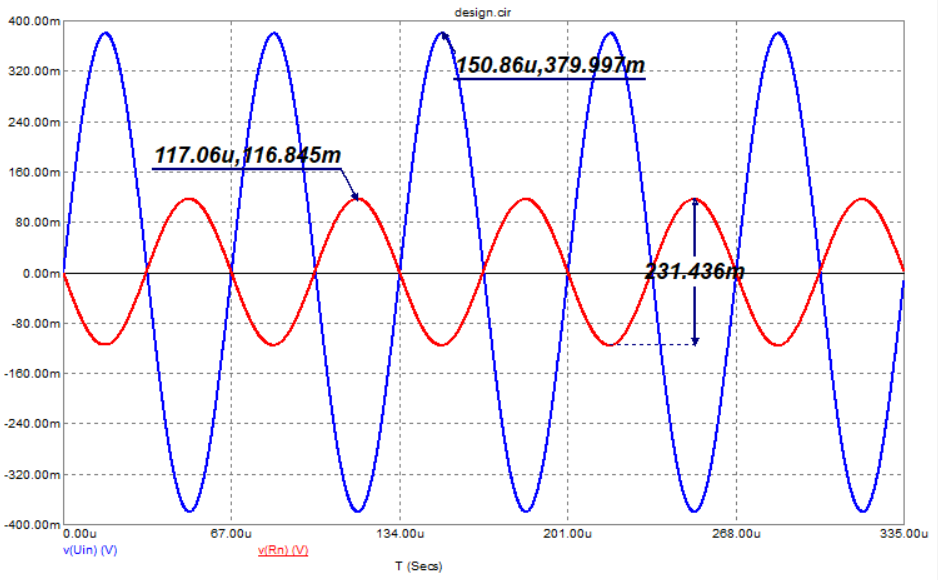 design.cir
400.00m
320.00m
240.00m
160.00m
80.00m
0.00m
-80.00m
-160.00m
-240.00m
-320.00m
-400.00m
150.86u,379.997m
117.06u,116.845m
231.436m
0.00u 67.00u 134.00u 201.00u 268.00u 335.00u
v(Uin) (V) v(Rn) (V)
T (Secs)